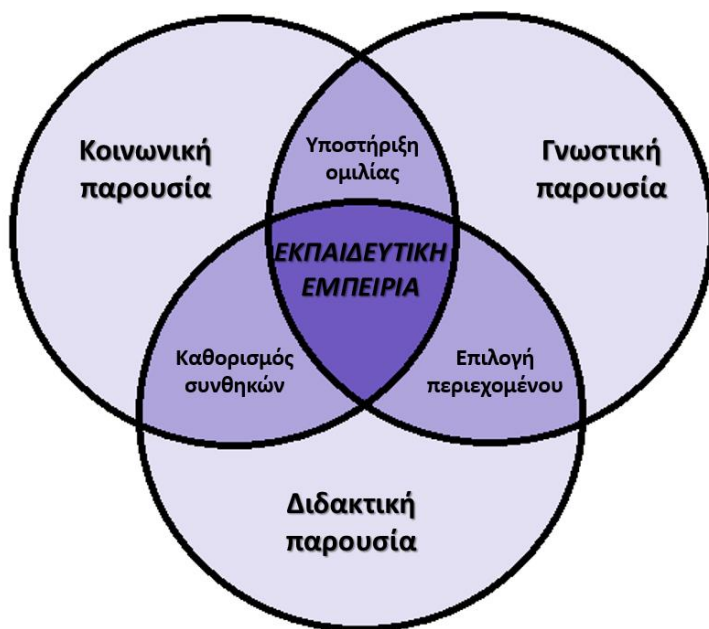 Κοινωνική
παρουσία
Υποστήριξη
ομιλίας
Γνωστική
παρουσία
ΕΚΠΑΙΔΕΥΤΙΚΗ
ΕΜΠΕΙΡΙΑ
Καθορισμός
συνθηκών
Επιλογή
περιεχομένου
Διδακτική
παρουσία